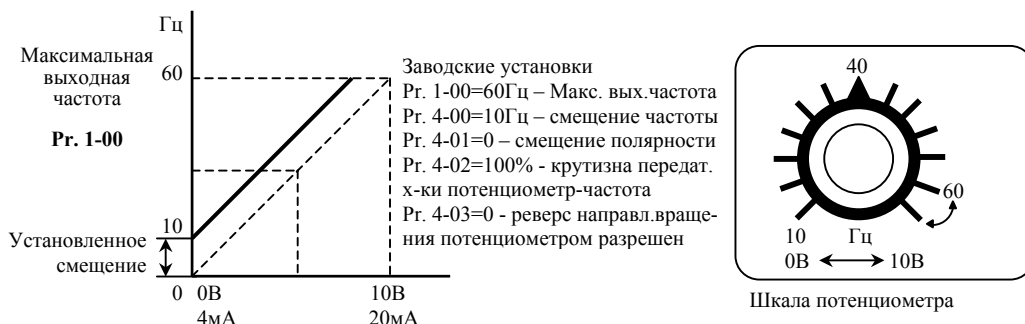 Гц
Максимальная
выходная
частота
Pr. 1-00
60
10
Установленное
смещение
0
0В
10В
4мА
20мА
Заводские установки
Pr. 1-00=60Гц – Макс. вых.частота
Pr. 4-00=10Гц – смещение частоты
Pr. 4-01=0 – смещение полярности
Pr. 4-02=100% - крутизна передат.
х-ки потенциометр-частота
Pr. 4-03=0 - реверс направл.враще-
ния потенциометром разрешен
40
60
10
Гц
0В
10В
Шкала потенциометра